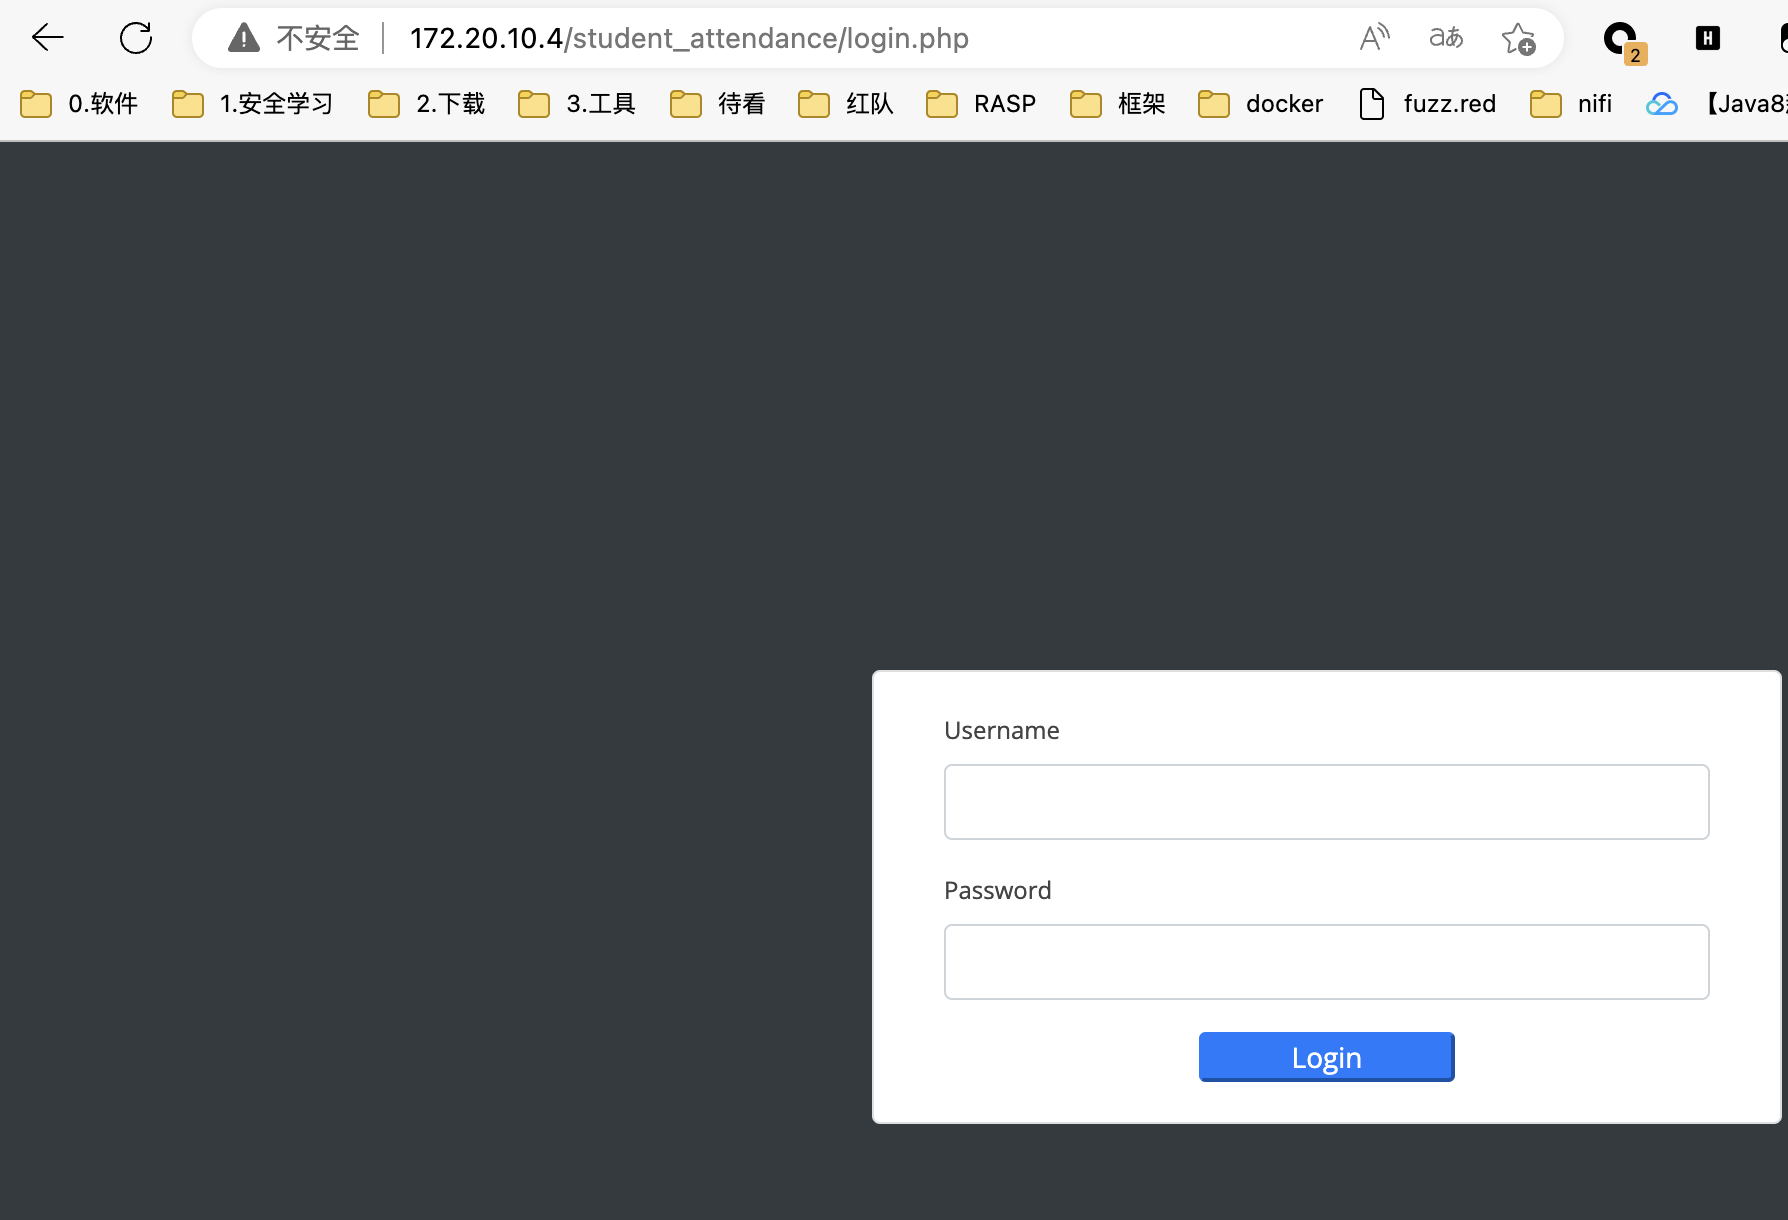 不安全 172.20.10.4/student_attendance/login.php A aあ 2 H
0.软件 1.安全学习 2.下载 3.工具 待看 红队 RASP 框架 docker fuzz.red nifi 【Java8
Username
Password
Login